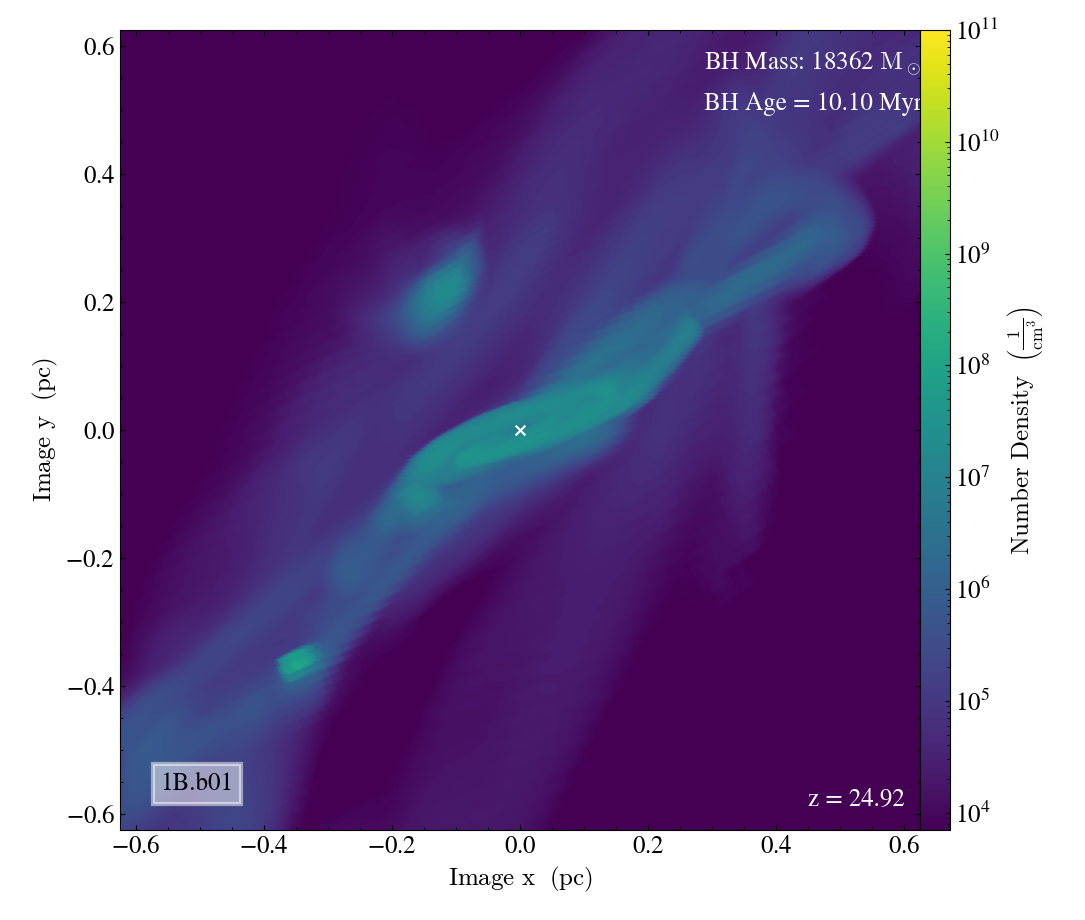 BH Mass: 18362 M⊙
BH Age = 10.10 Myr
0.6
0.4
0.2
0.0
−0.2
−0.4
−0.6
Image y (pc)
1B.b01
z = 24.92
−0.6 −0.4 −0.2 0.0 0.2 0.4 0.6
Image x (pc)
10¹¹
10¹⁰
10⁹
10⁸
10⁷
10⁶
10⁵
10⁴
Number Density (1/cm³)